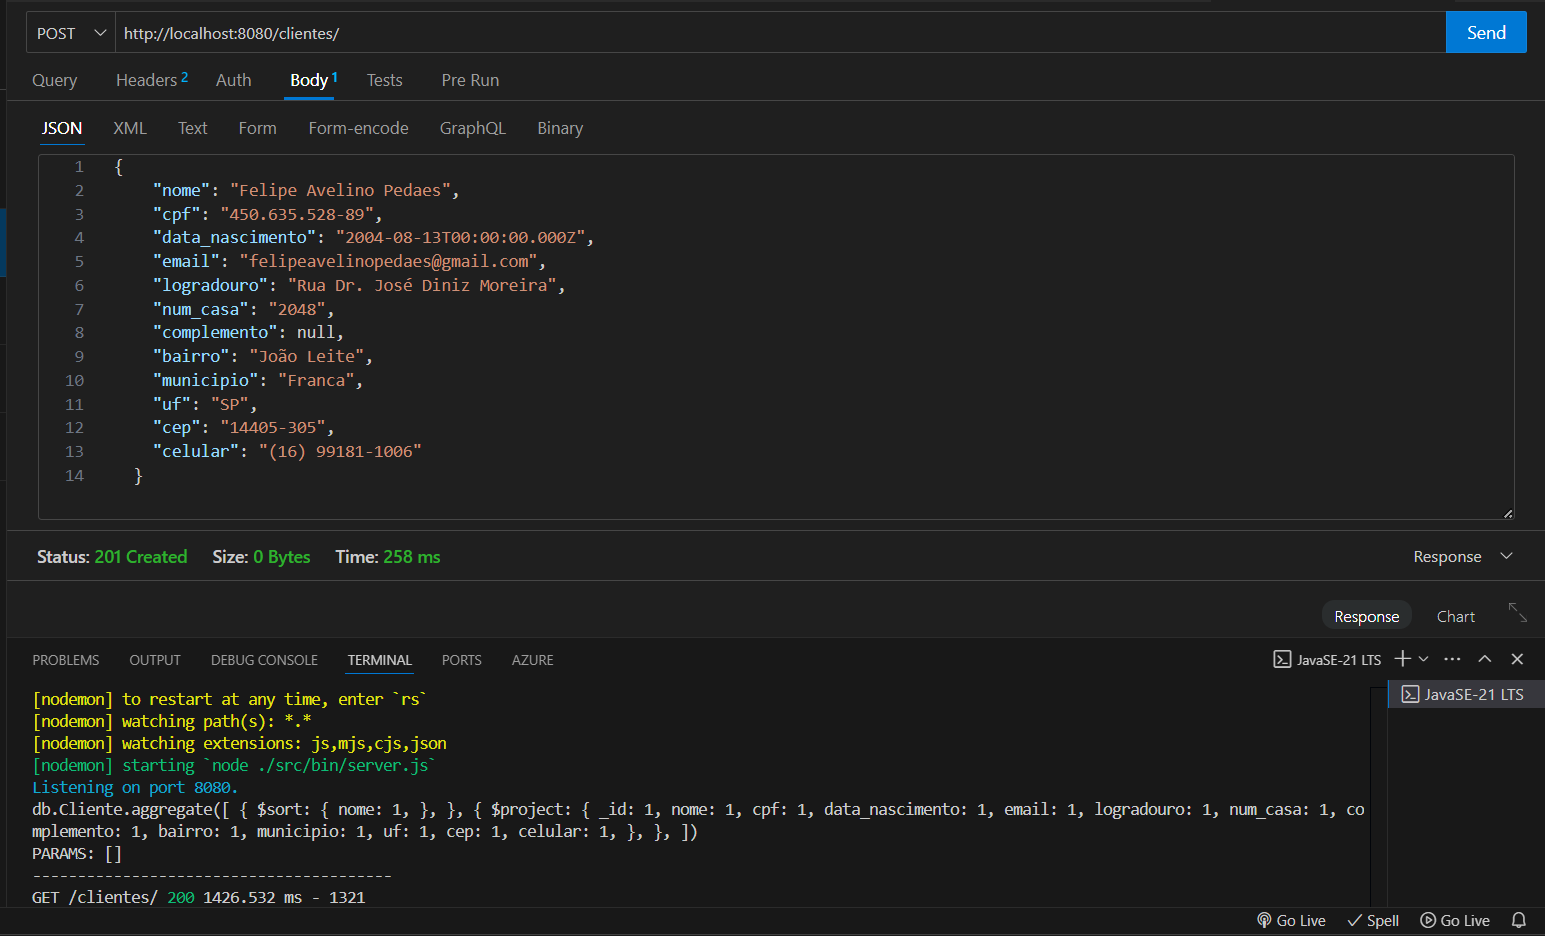 POST http://localhost:8080/clientes/ Send
Query Headers 2 Auth Body 1 Tests Pre Run
JSON XML Text Form Form-encode GraphQL Binary
1 {
2 "nome": "Felipe Avelino Pedaes",
3 "cpf": "450.635.528-89",
4 "data_nascimento": "2004-08-13T00:00:00.000Z",
5 "email": "felipeavelinopedaes@gmail.com",
6 "logradouro": "Rua Dr. José Diniz Moreira",
7 "num_casa": "2048",
8 "complemento": null,
9 "bairro": "João Leite",
10 "municipio": "Franca",
11 "uf": "SP",
12 "cep": "14405-305",
13 "celular": "(16) 99181-1006"
14 }
Status: 201 Created Size: 0 Bytes Time: 258 ms Response
Response Chart
PROBLEMS OUTPUT DEBUG CONSOLE TERMINAL PORTS AZURE JavaSE-21 LTS
JavaSE-21 LTS
[nodemon] to restart at any time, enter `rs`
[nodemon] watching path(s): *.*
[nodemon] watching extensions: js,mjs,cjs,json
[nodemon] starting `node ./src/bin/server.js`
Listening on port 8080.
db.Cliente.aggregate([ { $sort: { nome: 1, }, }, { $project: { _id: 1, nome: 1, cpf: 1, data_nascimento: 1, email: 1, logradouro: 1, num_casa: 1, co
mplemento: 1, bairro: 1, municipio: 1, uf: 1, cep: 1, celular: 1, }, }, ])
PARAMS: []
----------------------------------------
GET /clientes/ 200 1426.532 ms - 1321
Go Live Spell Go Live